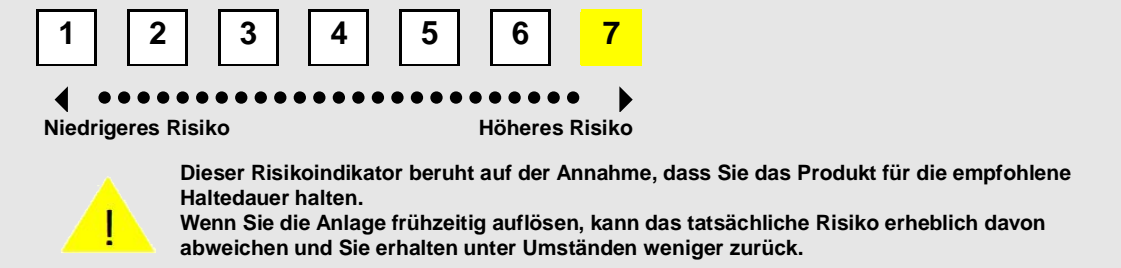 1 2 3 4 5 6 7
Niedrigeres Risiko Höheres Risiko
Dieser Risikoindikator beruht auf der Annahme, dass Sie das Produkt für die empfohlene
Haltedauer halten.
Wenn Sie die Anlage frühzeitig auflösen, kann das tatsächliche Risiko erheblich davon
abweichen und Sie erhalten unter Umständen weniger zurück.
!